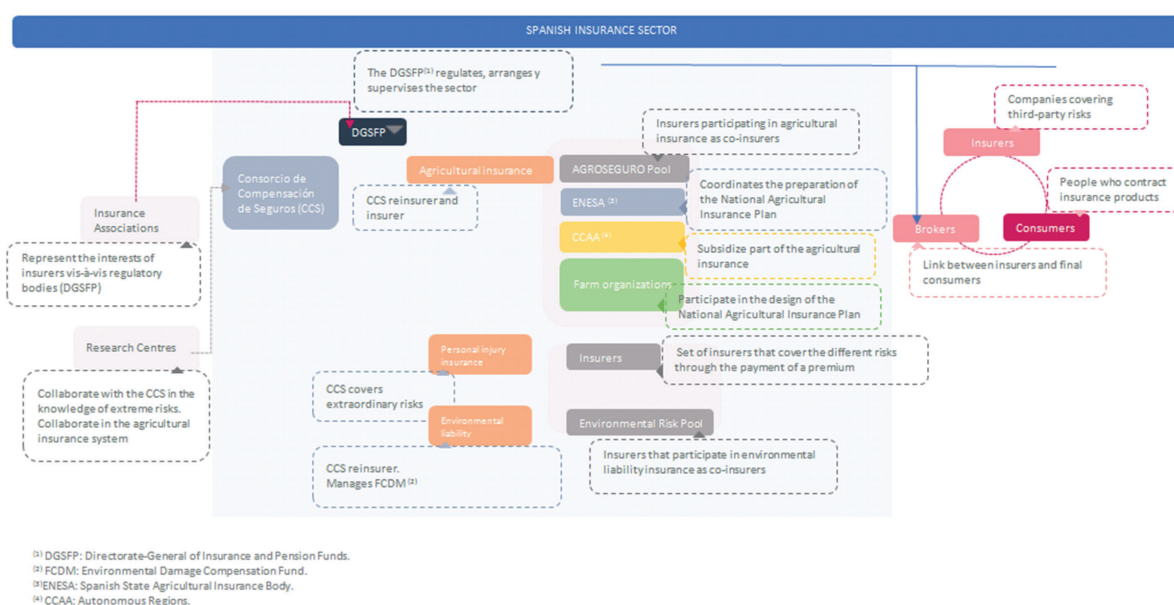 SPANISH INSURANCE SECTOR
The DGSFP⁽¹⁾ regulates, arranges y
supervises the sector
DGSFP
Companies covering
third-party risks
Insurers
People who contract
insurance products
Brokers
Consumers
Link between insurers and final
consumers
Insurers participating in agricultural
insurance as co-insurers
Consorcio de
Compensación
de Seguros (CCS)
Agricultural insurance
CCS reinsurer and
insurer
AGROSEGURO Pool
ENESA ⁽³⁾
Coordinates the preparation of
the National Agricultural
Insurance Plan
CCAA ⁽⁴⁾
Subsidize part of the agricultural
insurance
Farm organizations
Participate in the design of the
National Agricultural Insurance Plan
Insurance
Associations
Represent the interests of
insurers vis-à-vis regulatory
bodies (DGSFP)
Research Centres
Collaborate with the CCS in the
knowledge of extreme risks.
Collaborate in the agricultural
insurance system
Personal injury
insurance
CCS covers
extraordinary risks
Environmental
liability
CCS reinsurer.
Manages FCDM ⁽²⁾
Insurers
Set of insurers that cover the different risks
through the payment of a premium
Environmental Risk Pool
Insurers that participate in environmental
liability insurance as co-insurers
⁽¹⁾ DGSFP: Directorate-General of Insurance and Pension Funds.
⁽²⁾ FCDM: Environmental Damage Compensation Fund.
⁽³⁾ENESA: Spanish State Agricultural Insurance Body.
⁽⁴⁾ CCAA: Autonomous Regions.